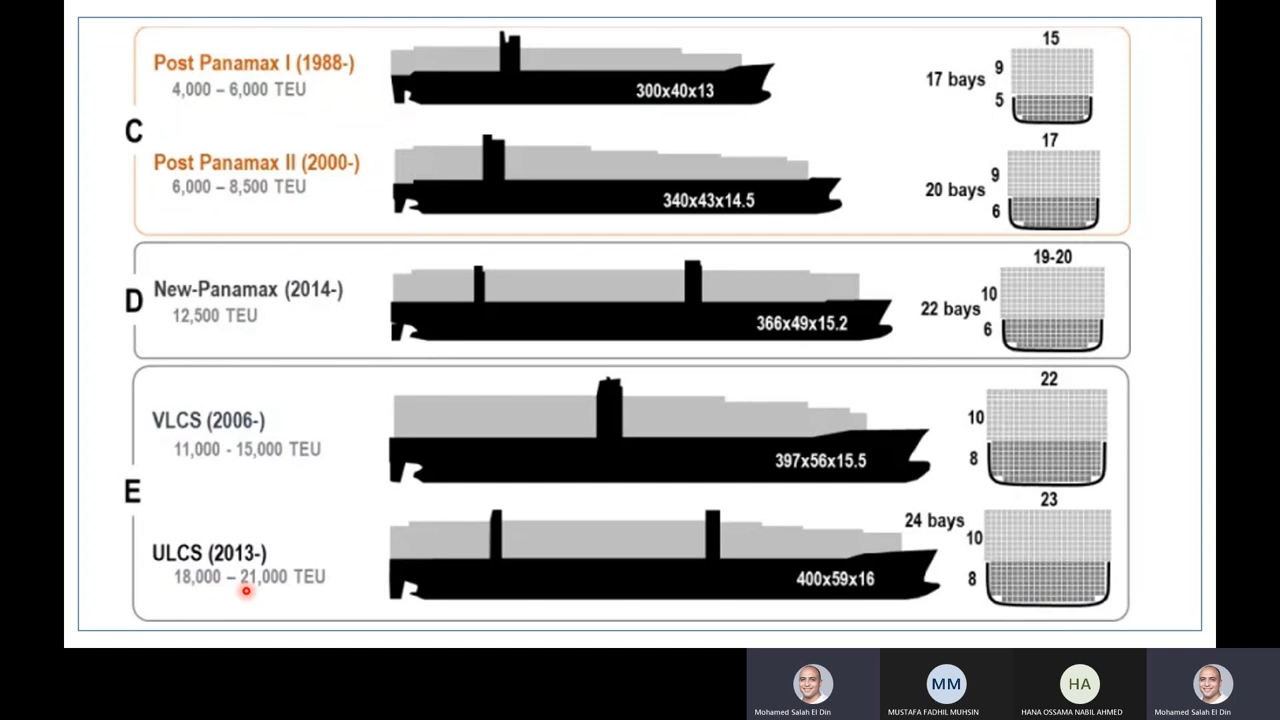 Post Panamax I (1988-)
4,000 – 6,000 TEU
300x40x13
17 bays
15
9
5
C
Post Panamax II (2000-)
6,000 – 8,500 TEU
340x43x14.5
20 bays
17
9
6
D
New-Panamax (2014-)
12,500 TEU
366x49x15.2
22 bays
19-20
10
6
E
VLCS (2006-)
11,000 - 15,000 TEU
397x56x15.5
22
10
8
ULCS (2013-)
18,000 – 21,000 TEU
400x59x16
24 bays
23
10
8
MM
HA
Mohamed Salah El Din
MUSTAFA FADHIL MUHSIN
HANA OSSAMA NABIL AHMED
Mohamed Salah El Din